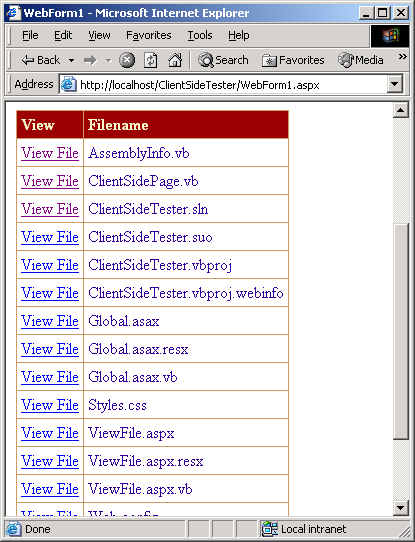 WebForm1 - Microsoft Internet Explorer
File Edit View Favorites Tools Help
Back Search Favorites Media
Address http://localhost/ClientSideTester/WebForm1.aspx
View Filename
View File AssemblyInfo.vb
View File ClientSidePage.vb
View File ClientSideTester.sln
View File ClientSideTester.suo
View File ClientSideTester.vbproj
View File ClientSideTester.vbproj.webinfo
View File Global.asax
View File Global.asax.resx
View File Global.asax.vb
View File Styles.css
View File ViewFile.aspx
View File ViewFile.aspx.resx
View File ViewFile.aspx.vb
View File Web.config
Done Local intranet